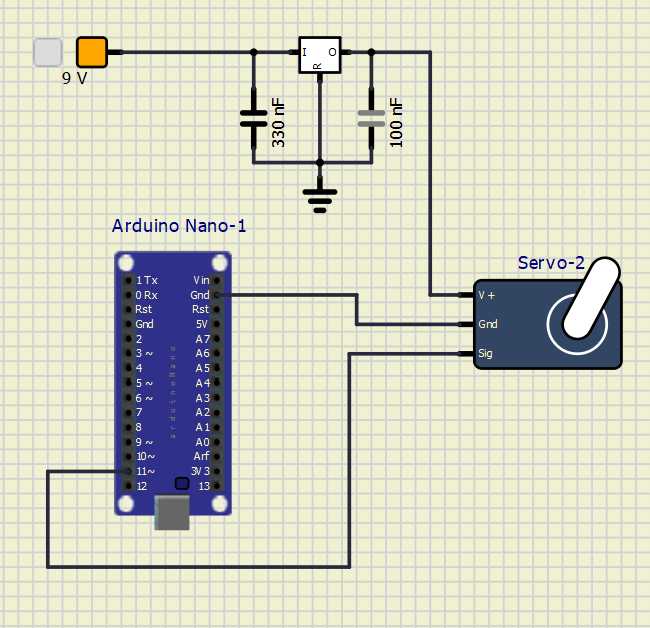 9 V
I O
R
330 nF
100 nF
Arduino Nano-1
1 Tx Vin
0 Rx Gnd
Rst Rst
Gnd 5V
2 A7
3 ~ A6
4 A5
5 ~ A4
6 ~ A3
7 A2
8 A1
9 ~ A0
10~ Arf
11~ 3V3
12 13
arduinoNano
Servo-2
V +
Gnd
Sig